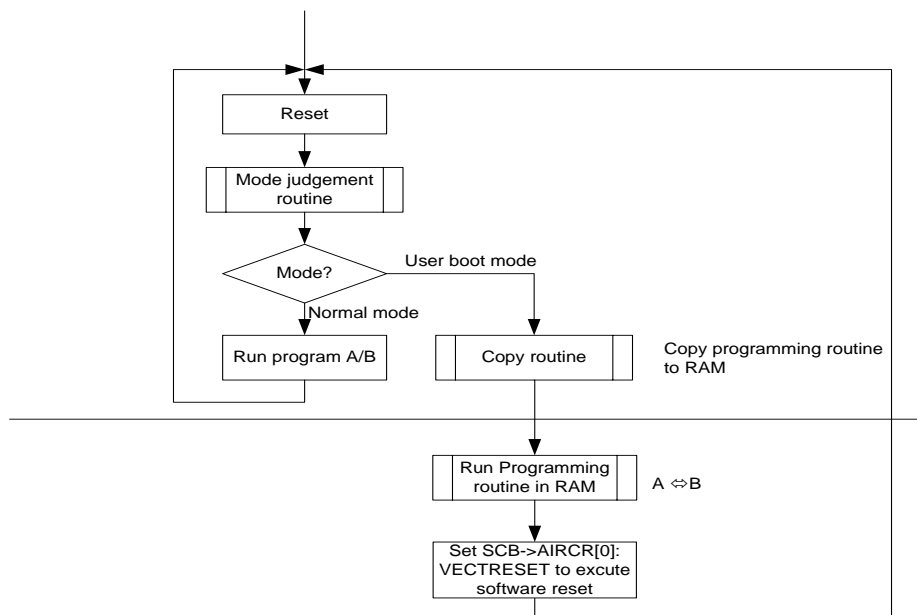 Reset
Mode judgement
routine
Mode?
User boot mode
Normal mode
Run program A/B
Copy routine
Copy programming routine
to RAM
Run Programming
routine in RAM
A ⇔B
Set SCB->AIRCR[0]:
VECTRESET to excute
software reset